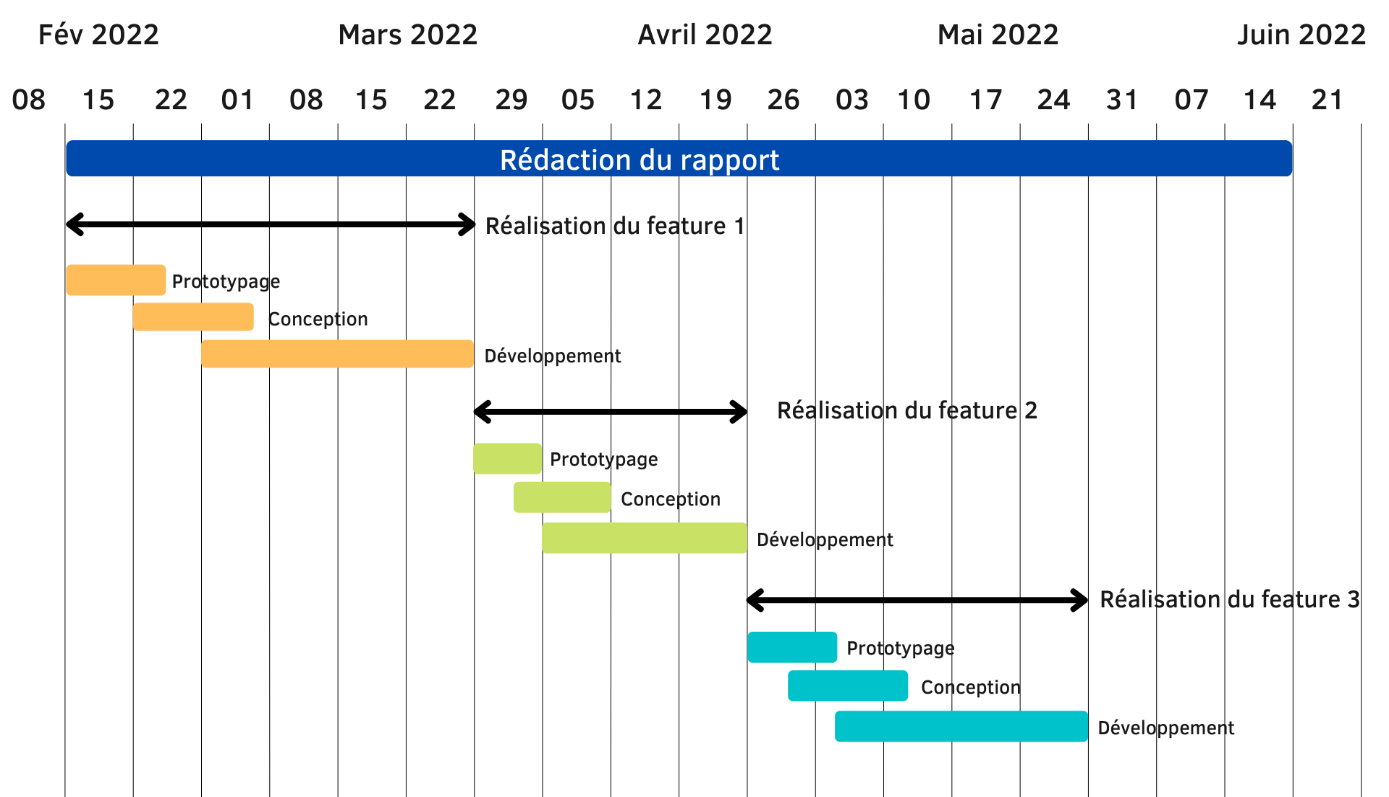 Fév 2022 Mars 2022 Avril 2022 Mai 2022 Juin 2022
08 15 22 01 08 15 22 29 05 12 19 26 03 10 17 24 31 07 14 21
Rédaction du rapport
Réalisation du feature 1
Prototypage
Conception
Développement
Réalisation du feature 2
Prototypage
Conception
Développement
Réalisation du feature 3
Prototypage
Conception
Développement